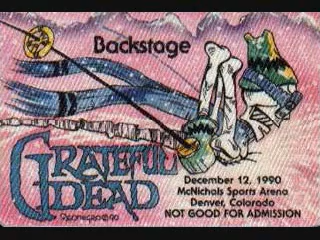 Backstage
GRATEFUL
DEAD
December 12, 1990
McNichols Sports Arena
Denver, Colorado
NOT GOOD FOR ADMISSION